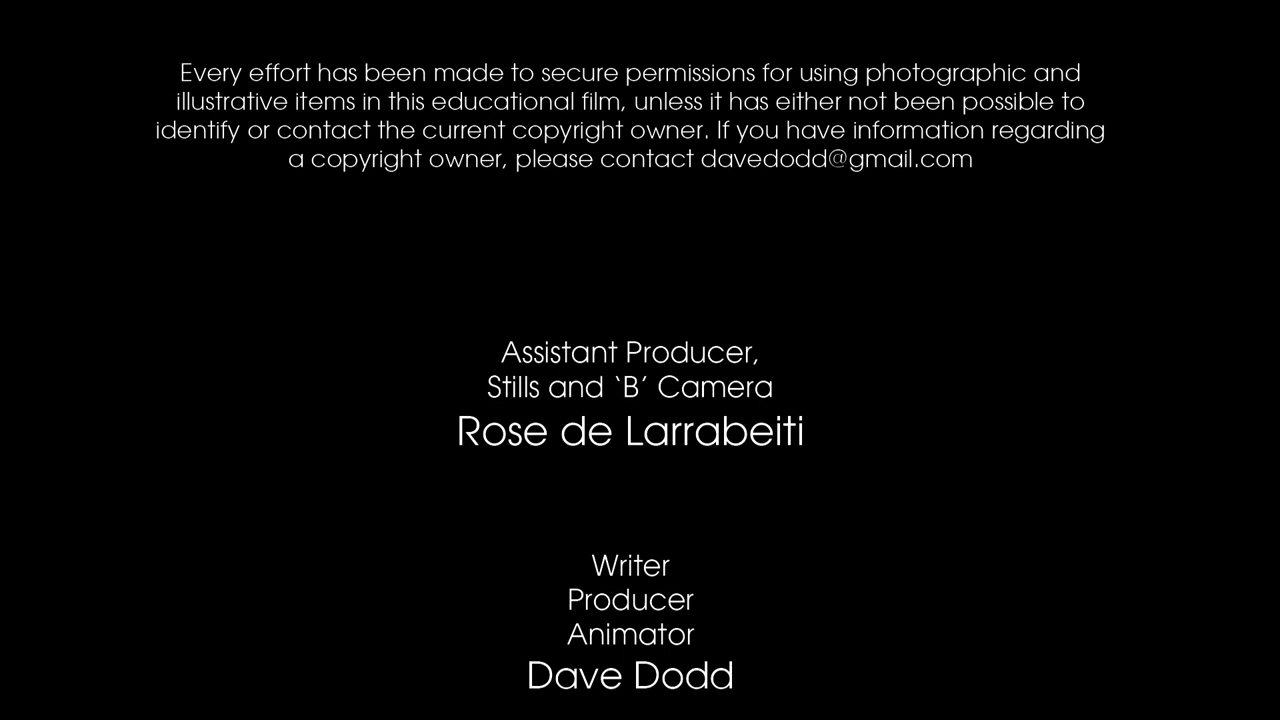 Every effort has been made to secure permissions for using photographic and
illustrative items in this educational film, unless it has either not been possible to
identify or contact the current copyright owner. If you have information regarding
a copyright owner, please contact davedodd@gmail.com
Assistant Producer,
Stills and ‘B’ Camera
Rose de Larrabeiti
Writer
Producer
Animator
Dave Dodd